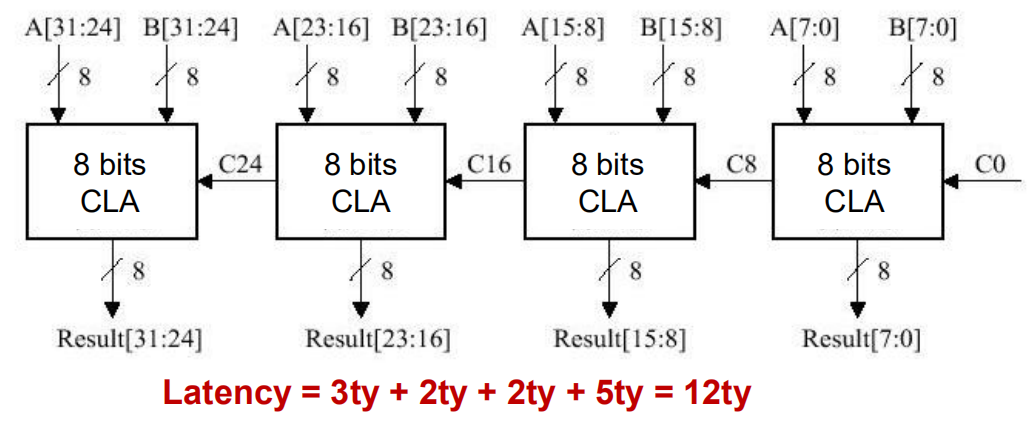 A[31:24] B[31:24] A[23:16] B[23:16] A[15:8] B[15:8] A[7:0] B[7:0]
8 8 8 8 8 8 8 8
8 bits CLA C24 8 bits CLA C16 8 bits CLA C8 8 bits CLA C0
8 8 8 8
Result[31:24] Result[23:16] Result[15:8] Result[7:0]
Latency = 3ty + 2ty + 2ty + 5ty = 12ty